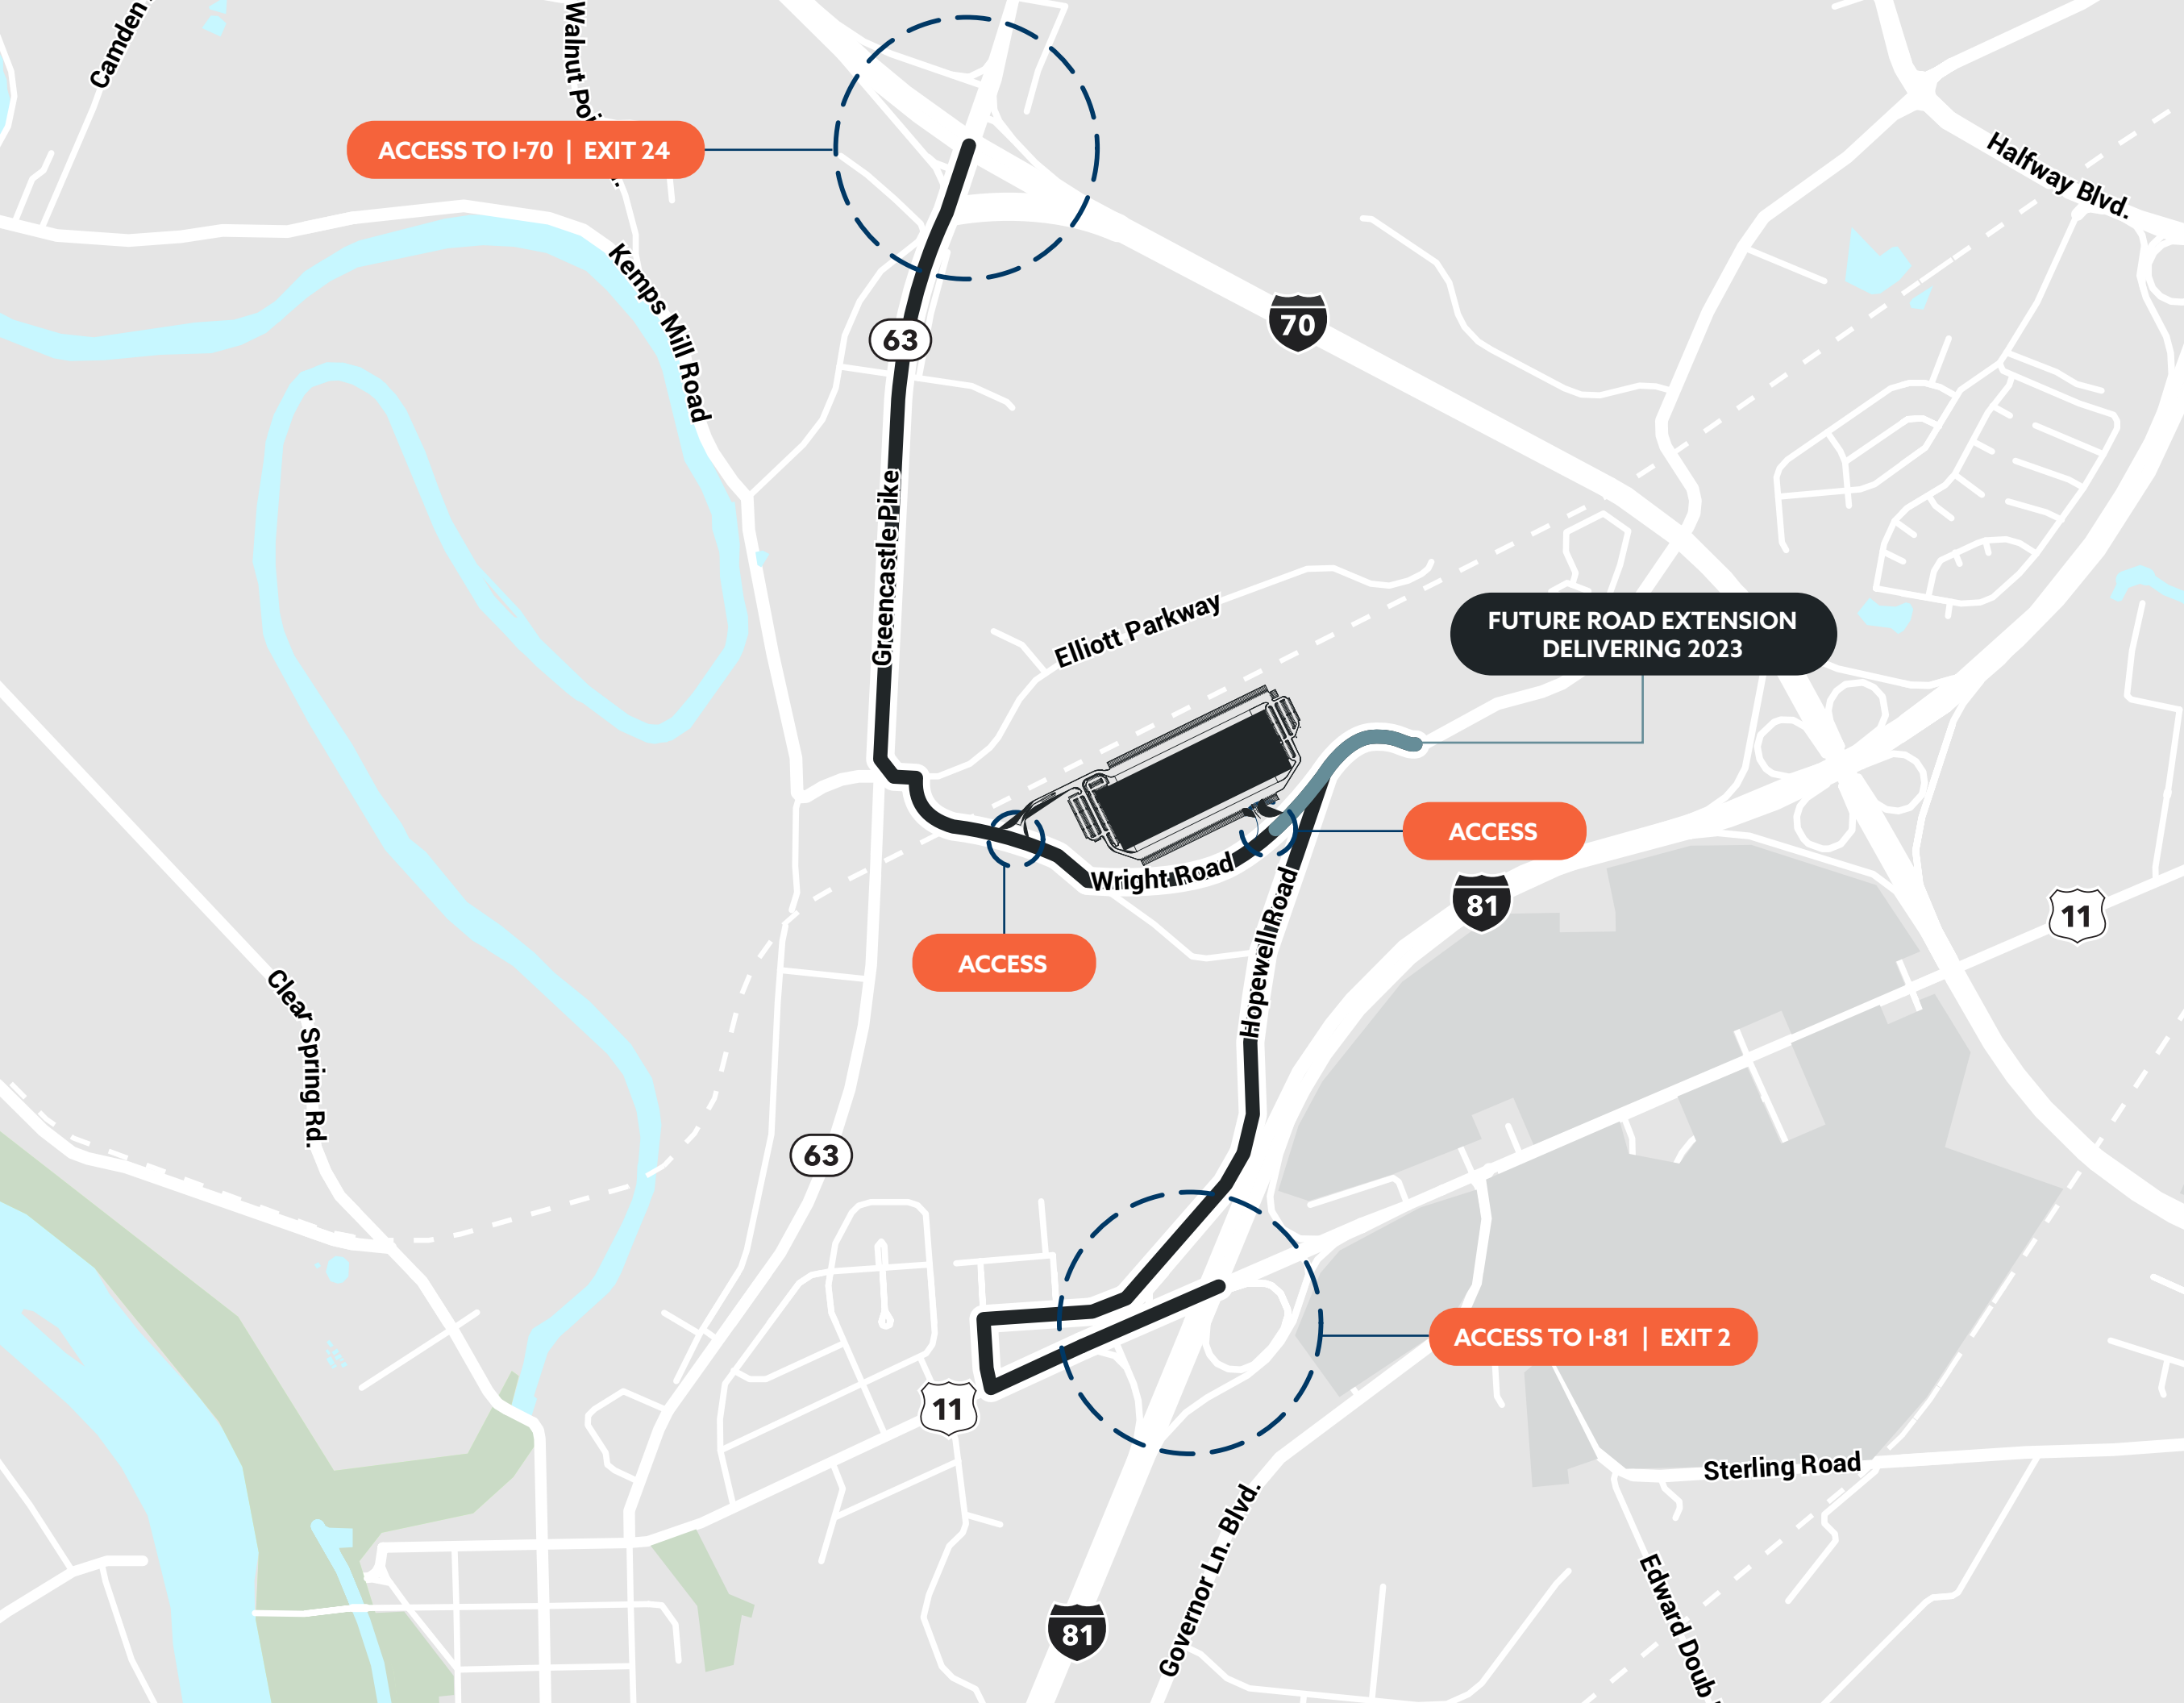 Camden
Walnut Poi
ACCESS TO I-70 | EXIT 24
Halfway Blvd.
Kemps Mill Road
63
70
Greencastle Pike
Elliott Parkway
FUTURE ROAD EXTENSION
DELIVERING 2023
ACCESS
Wright Road
81
11
Hopewell Road
ACCESS
Clear Spring Rd.
63
ACCESS TO I-81 | EXIT 2
11
Sterling Road
Governor Ln. Blvd.
Edward Doub
81